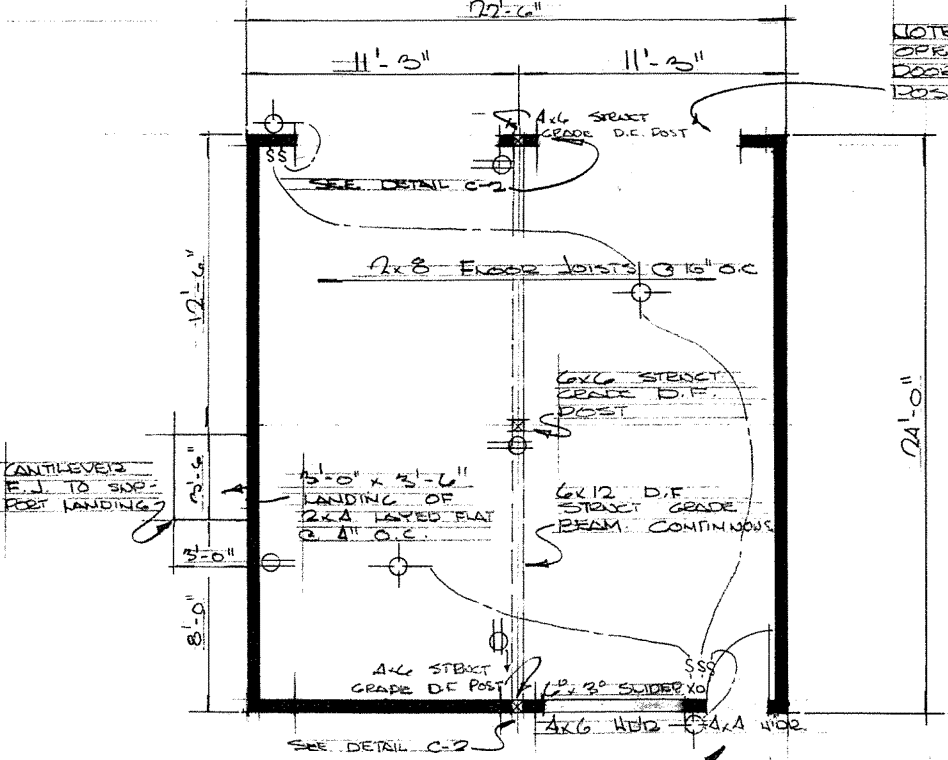 22'-6"
11'-3"
11'-3"
NOTE
OPE
DOOR
POS
4x6 STRUCT
GRADE D.F. POST
$$
SEE DETAIL C-2
2x8 FLOOR JOISTS @ 16" O.C
12'-6"
6x6 STRUCT
GRADE D.F.
POST
24'-0"
CANTILEVER
F.J. TO SUP-
PORT LANDING
3'-6"
3'-0" x 3'-6"
LANDING OF
2x4 LAYED FLAT
@ 4" O.C.
6x12 D.F
STRUCT GRADE
BEAM CONTINUOUS
3'-0"
8'-0"
$$$
4x6 STRUCT
GRADE D.F. POST
6° x 3° SLIDER XO
4x6 HDR
4x4 HDR
SEE DETAIL C-2